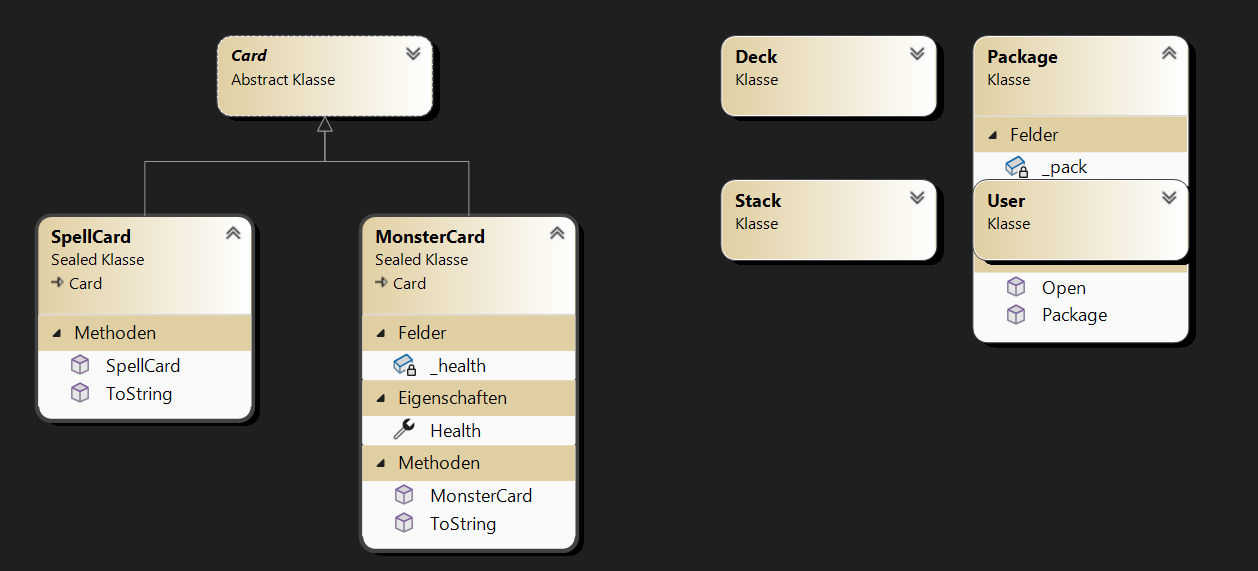 Card
Abstract Klasse
SpellCard
Sealed Klasse
Card
Methoden
SpellCard
ToString
MonsterCard
Sealed Klasse
Card
Felder
_health
Eigenschaften
Health
Methoden
MonsterCard
ToString
Deck
Klasse
Stack
Klasse
Package
Klasse
Felder
_pack
User
Klasse
Open
Package